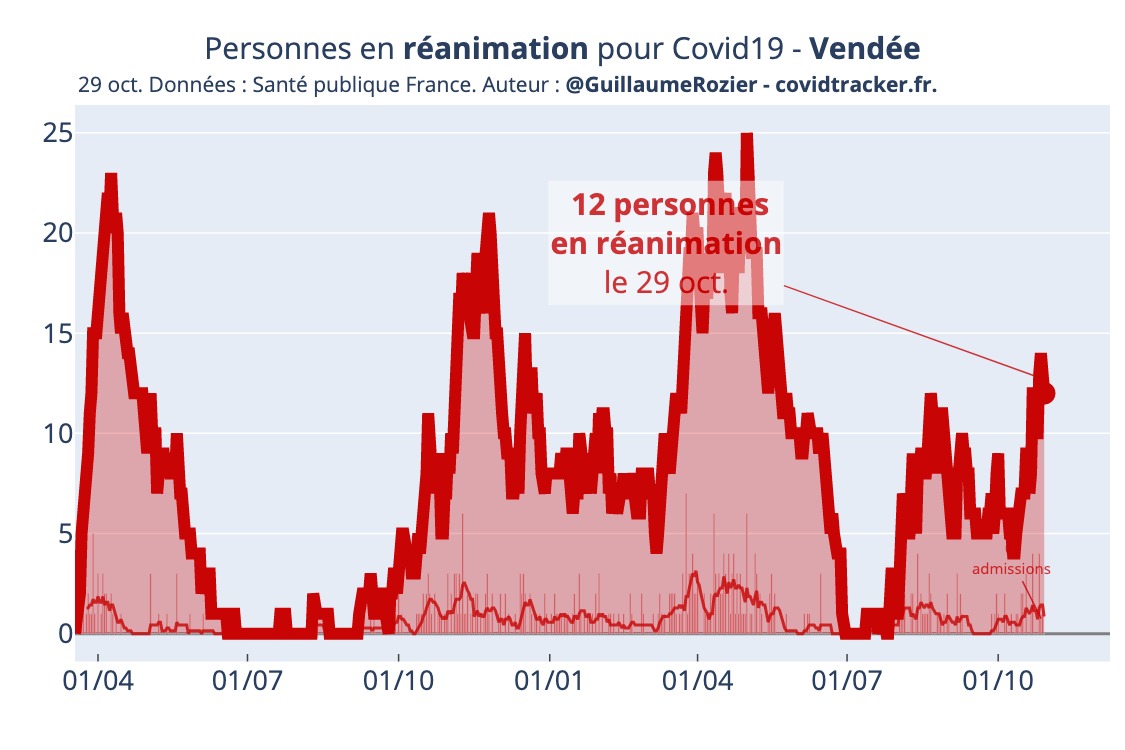 Personnes en réanimation pour Covid19 - Vendée
29 oct. Données : Santé publique France. Auteur : @GuillaumeRozier - covidtracker.fr.
25
20
15
10
5
0
12 personnes
en réanimation
le 29 oct.
admissions
01/04
01/07
01/10
01/01
01/04
01/07
01/10